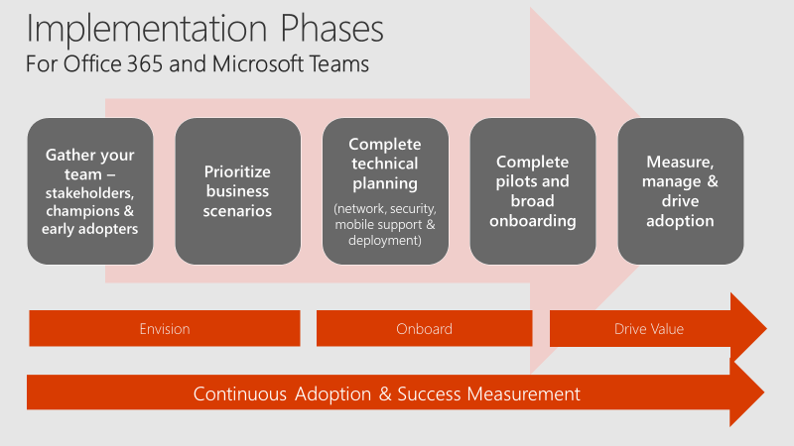 Implementation Phases
For Office 365 and Microsoft Teams
Gather your
team –
stakeholders,
champions &
early adopters
Prioritize
business
scenarios
Complete
technical
planning
(network, security,
mobile support &
deployment)
Complete
pilots and
broad
onboarding
Measure,
manage &
drive
adoption
Envision
Onboard
Drive Value
Continuous Adoption & Success Measurement